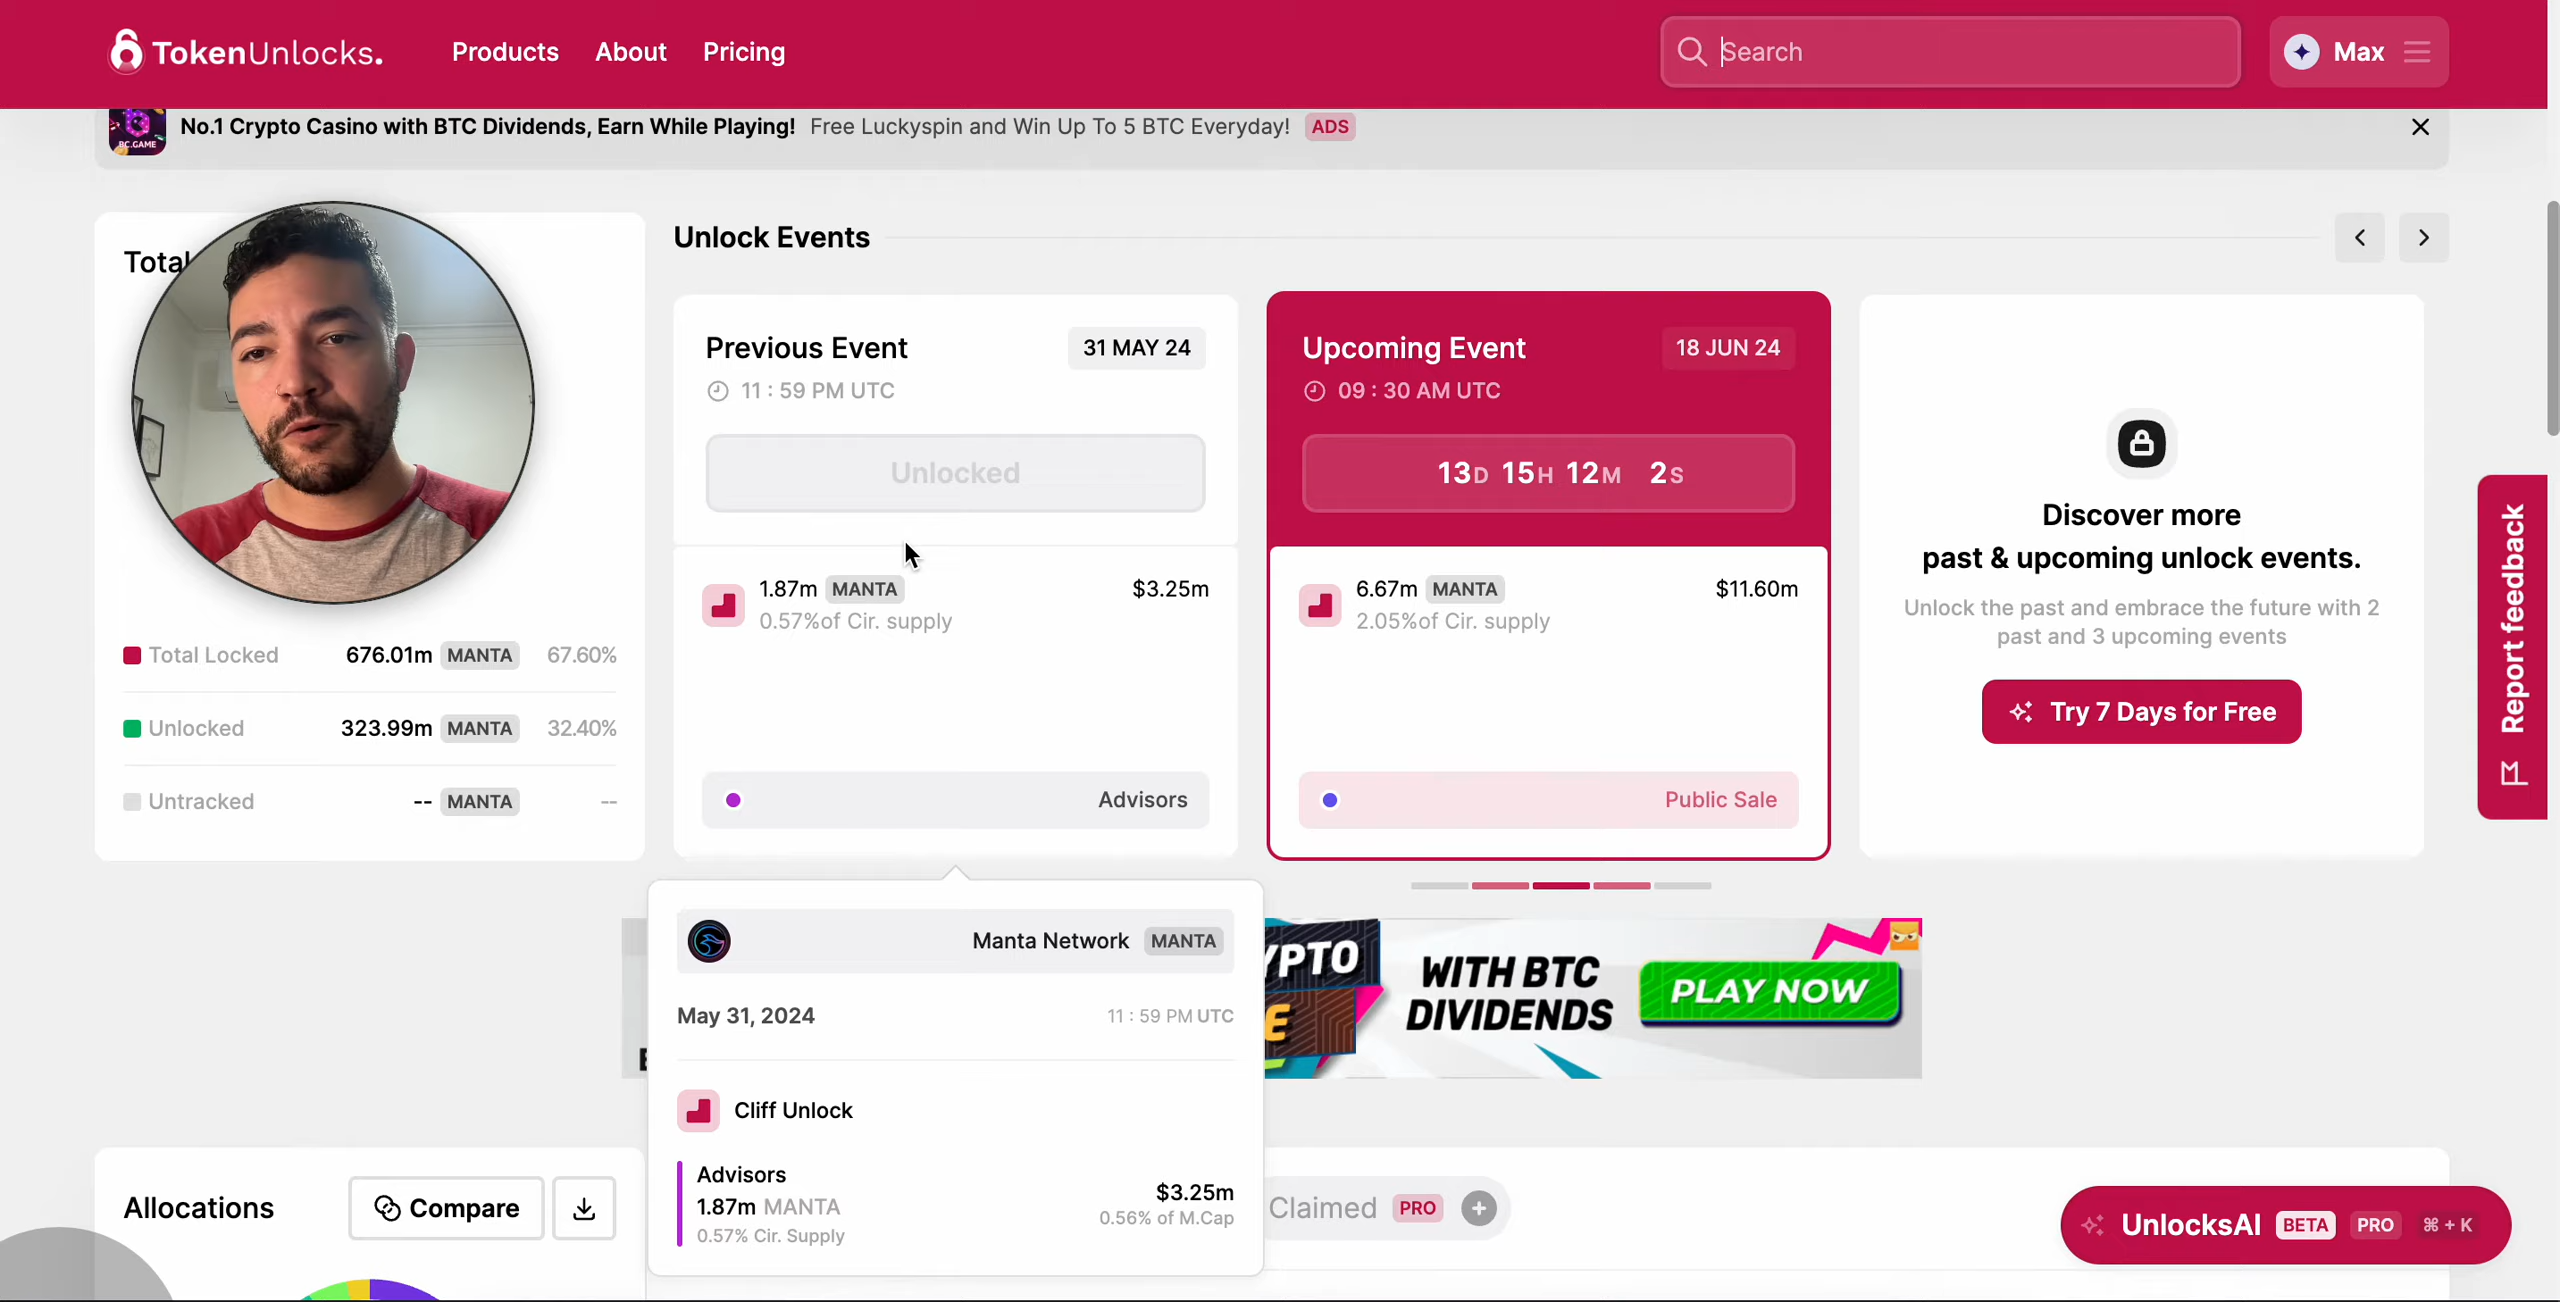 TokenUnlocks.
Products
About
Pricing
Search
Max
BC.GAME
No.1 Crypto Casino with BTC Dividends, Earn While Playing! Free Luckyspin and Win Up To 5 BTC Everyday! ADS
Total
Total Locked 676.01m MANTA 67.60%
Unlocked 323.99m MANTA 32.40%
Untracked -- MANTA --
Unlock Events
Previous Event 31 MAY 24
11 : 59 PM UTC
Unlocked
1.87m MANTA $3.25m
0.57%of Cir. supply
Advisors
Upcoming Event 18 JUN 24
09 : 30 AM UTC
13D 15H 12M 2S
6.67m MANTA $11.60m
2.05%of Cir. supply
Public Sale
Discover more
past & upcoming unlock events.
Unlock the past and embrace the future with 2
past and 3 upcoming events
Try 7 Days for Free
Report feedback
Manta Network MANTA
May 31, 2024 11 : 59 PM UTC
Cliff Unlock
Advisors
1.87m MANTA $3.25m
0.57% Cir. Supply 0.56% of M.Cap
YPTO
E
WITH BTC
DIVIDENDS
PLAY NOW
Allocations
Compare
Claimed PRO
UnlocksAI BETA PRO ⌘ + K